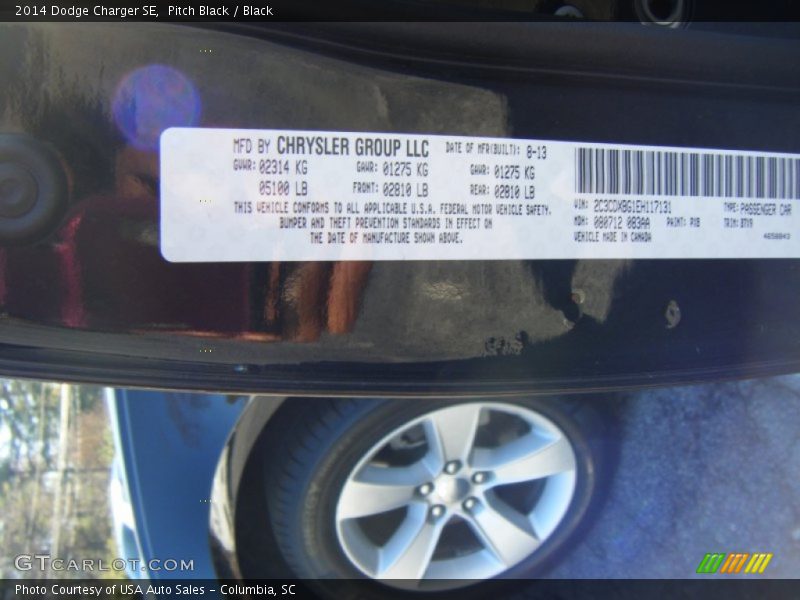 2014 Dodge Charger SE, Pitch Black / Black
MFD BY CHRYSLER GROUP LLC DATE OF MFR(BUILT): 8-13
GVWR: 02314 KG GAWR: 01275 KG GAWR: 01275 KG
05100 LB FRONT: 02810 LB REAR: 02810 LB
THIS VEHICLE CONFORMS TO ALL APPLICABLE U.S.A. FEDERAL MOTOR VEHICLE SAFETY,
BUMPER AND THEFT PREVENTION STANDARDS IN EFFECT ON
THE DATE OF MANUFACTURE SHOWN ABOVE.
VIN: 2C3CDXBG1EH117131 TYPE: PASSENGER CAR
MDH: 080712 083AA PAINT: TRIM:
VEHICLE MADE IN CANADA
GTCARLOT.COM
Photo Courtesy of USA Auto Sales - Columbia, SC